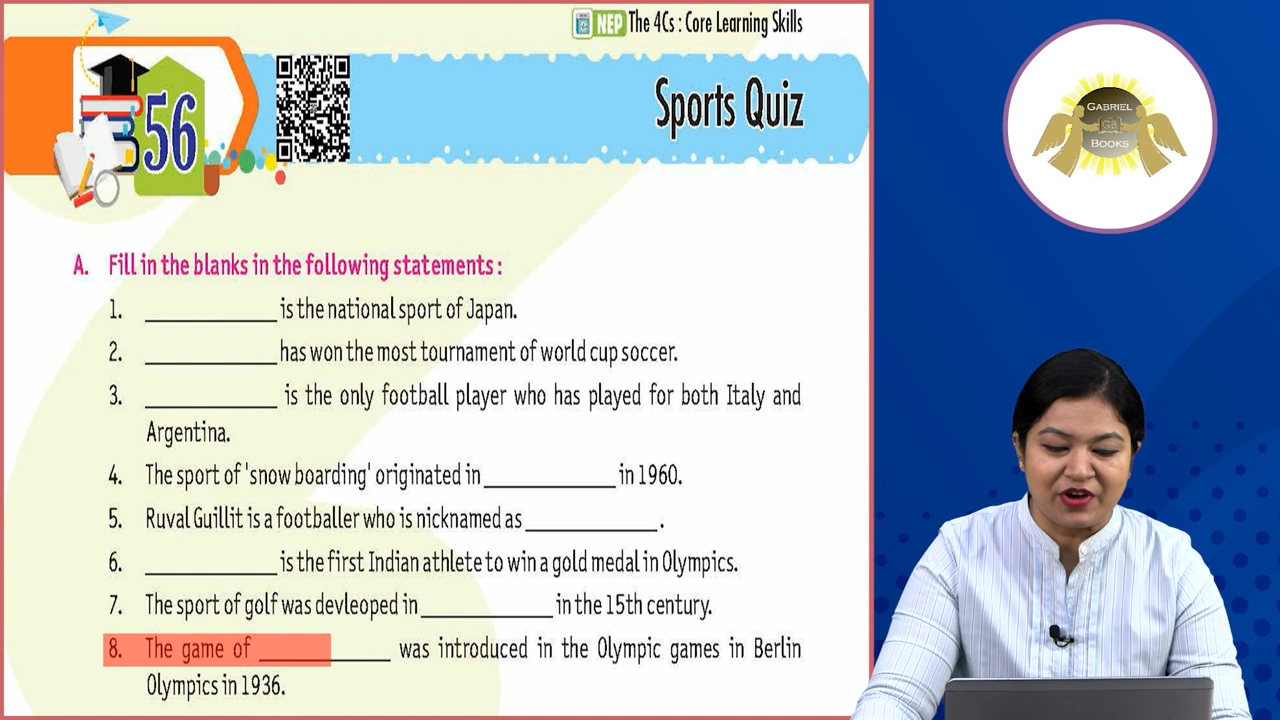 NEP The 4Cs : Core Learning Skills
56
Sports Quiz
GABRIEL
GB
BOOKS
A. Fill in the blanks in the following statements :
1. ____________ is the national sport of Japan.
2. ____________ has won the most tournament of world cup soccer.
3. ____________ is the only football player who has played for both Italy and
Argentina.
4. The sport of 'snow boarding' originated in ____________ in 1960.
5. Ruval Guillit is a footballer who is nicknamed as ____________.
6. ____________ is the first Indian athlete to win a gold medal in Olympics.
7. The sport of golf was devleoped in ____________ in the 15th century.
8. The game of ____________ was introduced in the Olympic games in Berlin
Olympics in 1936.